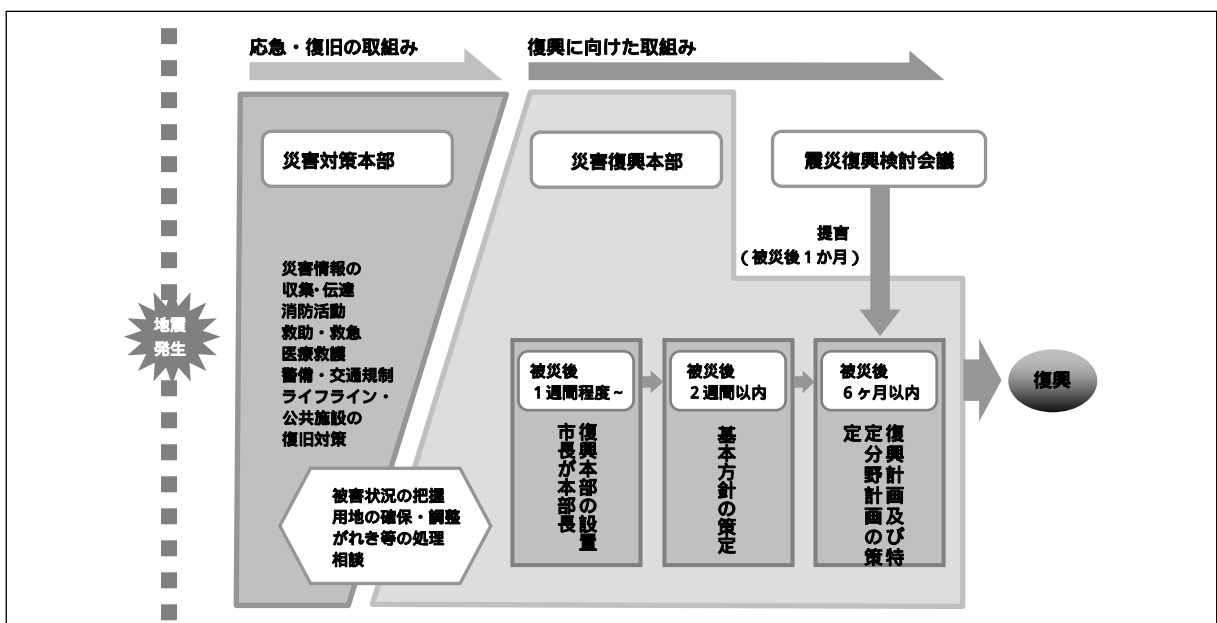 応急・復旧の取組み
復興に向けた取組み
災害対策本部
災害復興本部
震災復興検討会議
提言
（被災後１か月）
災害情報の
収集・伝達
消防活動
救助・救急
医療救護
警備・交通規制
ライフライン・
公共施設の
復旧対策
地震
発生
被災後
１週間程度～
被災後
２週間以内
被災後
６ヶ月以内
復興
復興本部の設置
市長が本部長
基本方針の策定
復興計画及び特
定分野計画の策
定
被害状況の把握
用地の確保・調整
がれき等の処理
相談